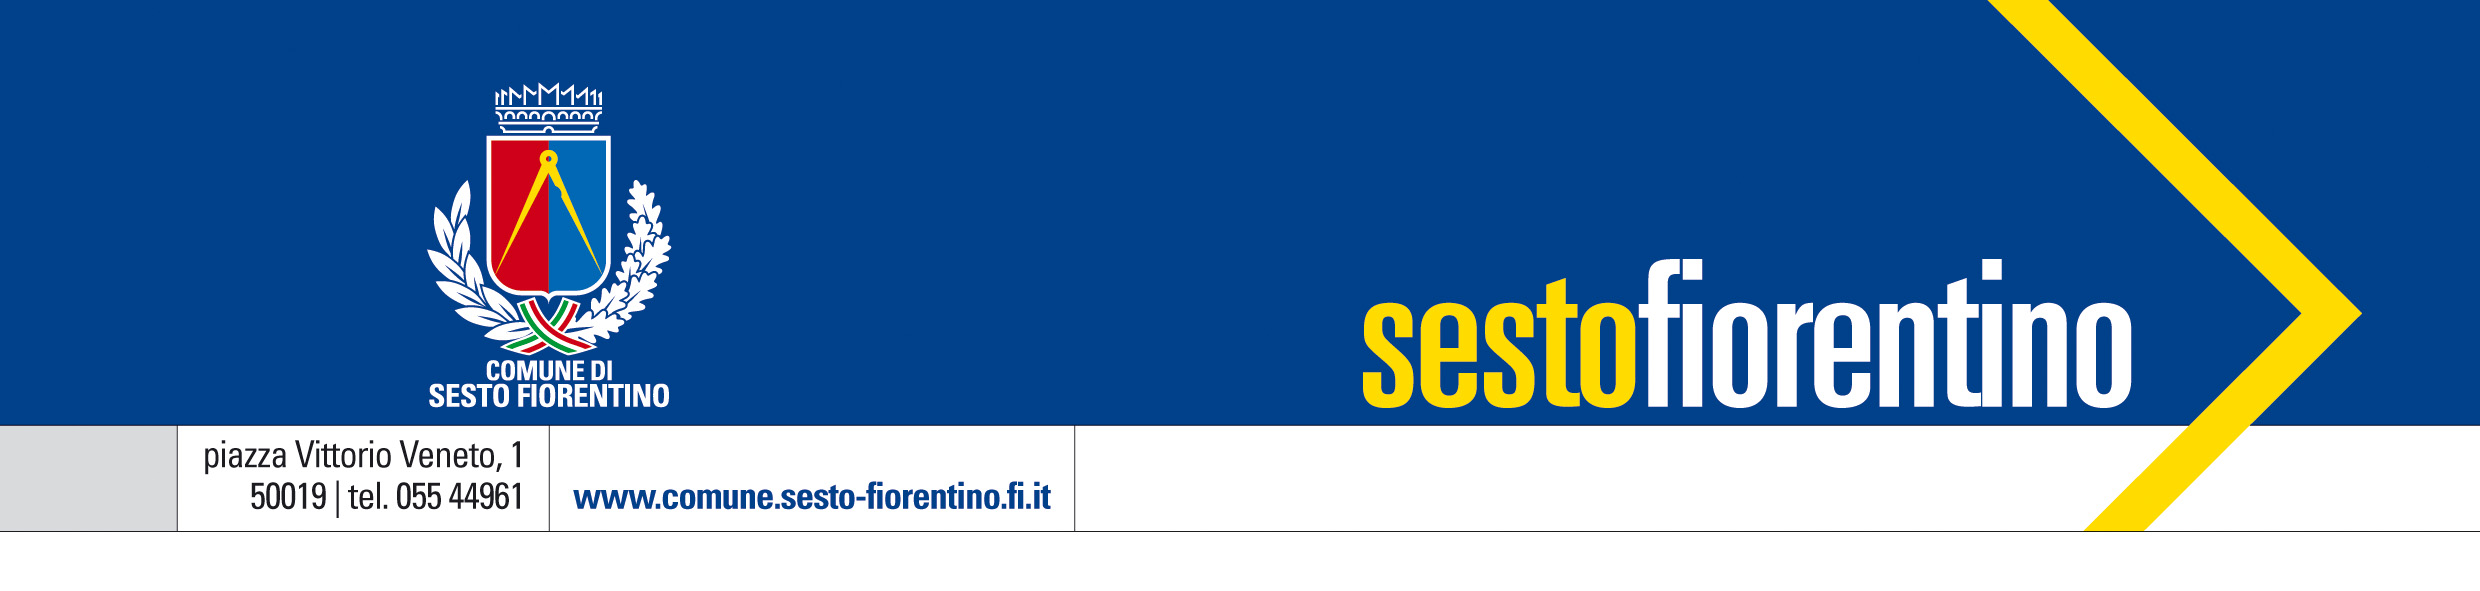 COMUNE DI
SESTO FIORENTINO
sestofiorentino
piazza Vittorio Veneto, 1
50019 | tel. 055 44961
www.comune.sesto-fiorentino.fi.it